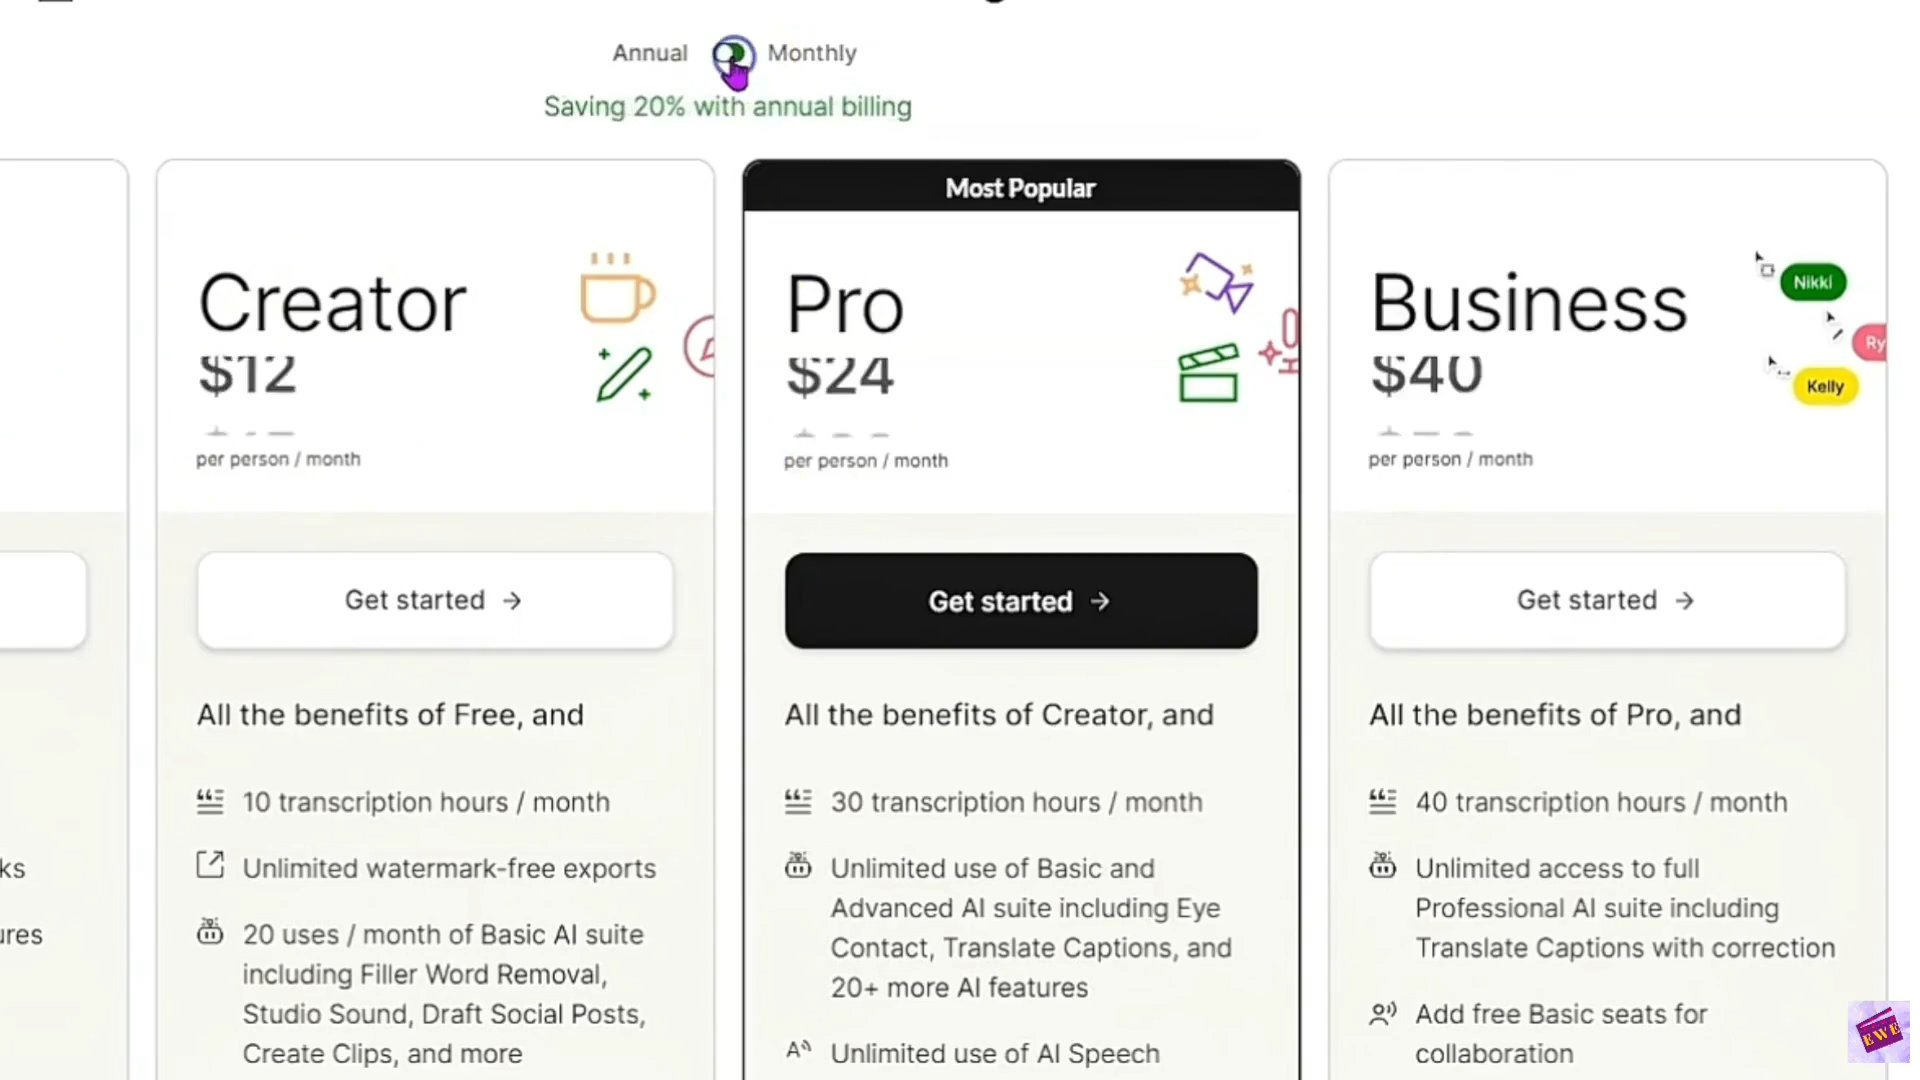 Annual Monthly
Saving 20% with annual billing
Most Popular
Creator
$12
per person / month
Get started →
All the benefits of Free, and
10 transcription hours / month
Unlimited watermark-free exports
20 uses / month of Basic AI suite
including Filler Word Removal,
Studio Sound, Draft Social Posts,
Create Clips, and more
Pro
$24
per person / month
Get started →
All the benefits of Creator, and
30 transcription hours / month
Unlimited use of Basic and
Advanced AI suite including Eye
Contact, Translate Captions, and
20+ more AI features
Unlimited use of AI Speech
Business
$40
Nikki
Ry
Kelly
per person / month
Get started →
All the benefits of Pro, and
40 transcription hours / month
Unlimited access to full
Professional AI suite including
Translate Captions with correction
Add free Basic seats for
collaboration
ks
ures
EWE